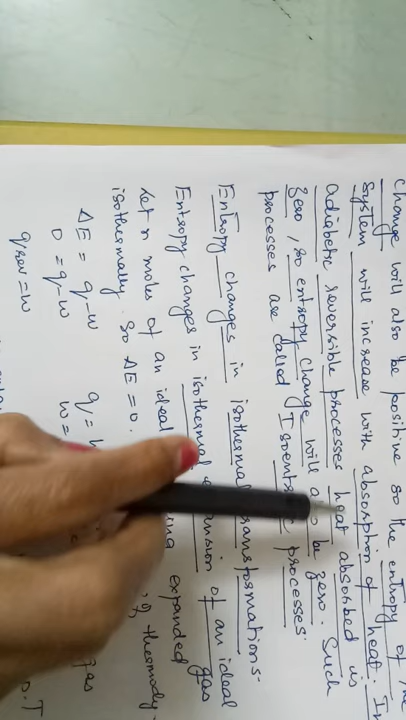 change will also be positive so the entropy of the
system will increase with absorption of heat. In
adiabatic reversible processes heat absorbed is
zero, so entropy change will be zero. Such
processes are called Isoentropic processes.
Entropy changes in isothermal transformations-
Entropy changes in isothermal expansion of an ideal gas
Let n moles of an ideal expanded
isothermally. So ΔE = 0. thermody-
ΔE = q-w
0 = q-w
qrev = w
q =
w =
gas